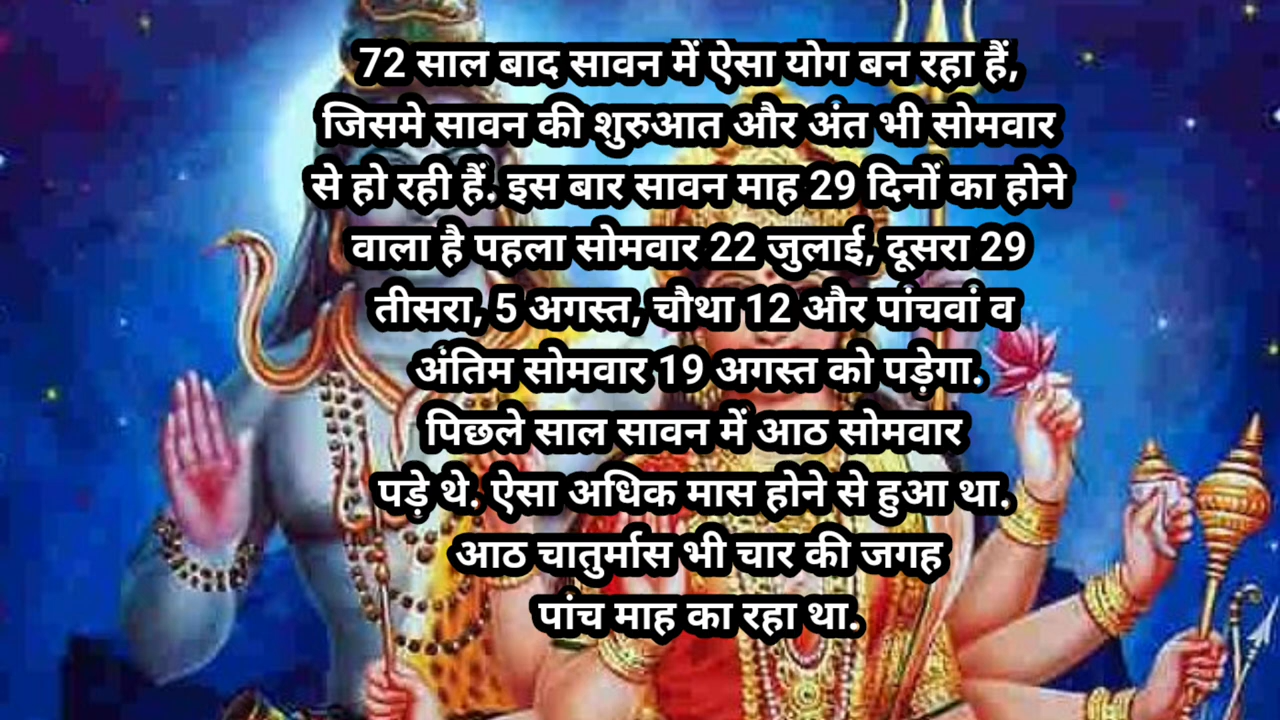 72 साल बाद सावन में ऐसा योग बन रहा हैं,
जिसमे सावन की शुरुआत और अंत भी सोमवार
से हो रही हैं. इस बार सावन माह 29 दिनों का होने
वाला है पहला सोमवार 22 जुलाई, दूसरा 29
तीसरा, 5 अगस्त, चौथा 12 और पांचवां व
अंतिम सोमवार 19 अगस्त को पड़ेगा.
पिछले साल सावन में आठ सोमवार
पड़े थे. ऐसा अधिक मास होने से हुआ था.
आठ चातुर्मास भी चार की जगह
पांच माह का रहा था.